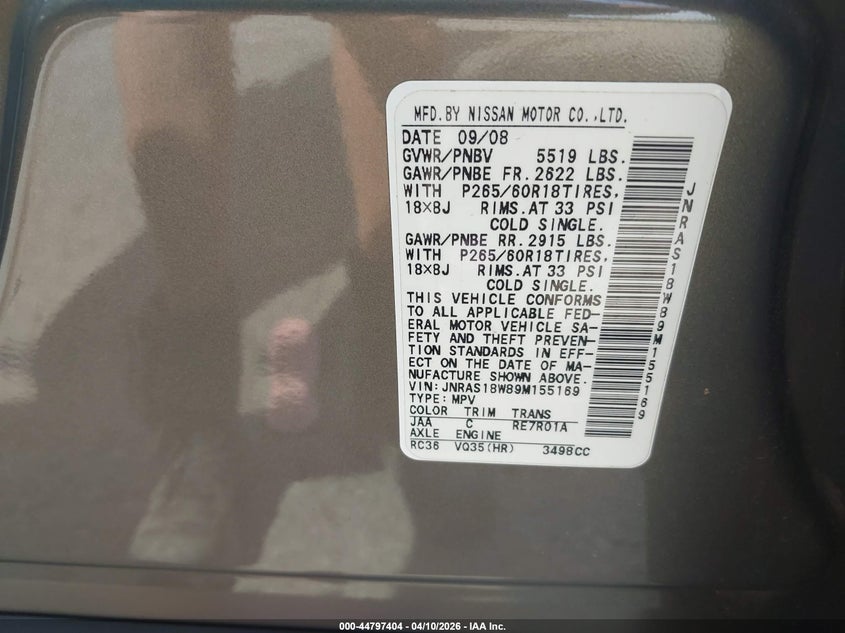 MFD.BY NISSAN MOTOR CO.,LTD.
DATE 09/08
GVWR/PNBV 5519 LBS.
GAWR/PNBE FR. 2622 LBS.
WITH P265/60R18TIRES,
18×8J RIMS.AT 33 PSI
COLD SINGLE.
GAWR/PNBE RR. 2915 LBS.
WITH P265/60R18TIRES,
18×8J RIMS.AT 33 PSI
COLD SINGLE.
THIS VEHICLE CONFORMS
TO ALL APPLICABLE FED-
ERAL MOTOR VEHICLE SA-
FETY AND THEFT PREVEN-
TION STANDARDS IN EFF-
ECT ON THE DATE OF MA-
NUFACTURE SHOWN ABOVE.
VIN: JNRAS18W89M155169
TYPE: MPV
COLOR TRIM TRANS
JAA C RE7R01A
AXLE ENGINE
RC36 VQ35(HR) 3498CC
JNRAS18W89M155169
000-44797404 — 04/10/2026 — IAA Inc.